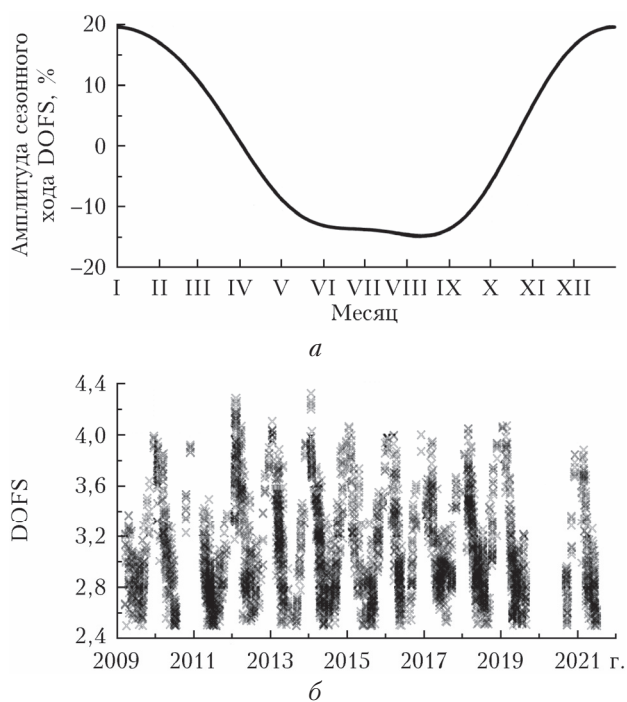 Амплитуда сезонного
хода DOFS, %
20
10
0
−10
−20
I II III IV V VI VII VIII IX X XI XII
Месяц
а
DOFS
4,4
4,0
3,6
3,2
2,8
2,4
2009 2011 2013 2015 2017 2019 2021 г.
б